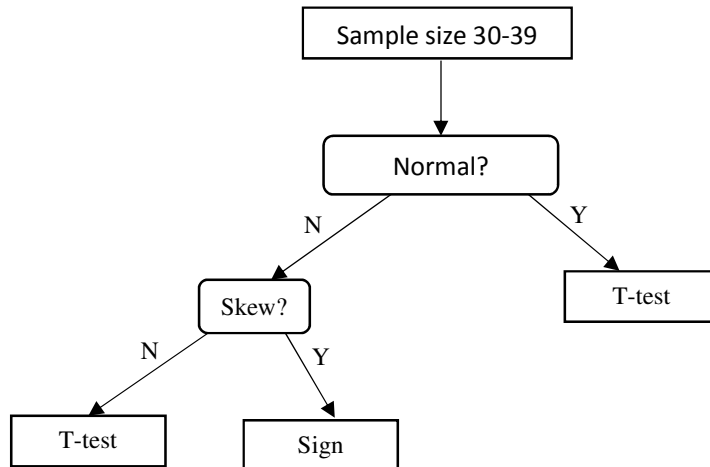 Sample size 30-39
Normal?
N
Y
Skew?
T-test
N
Y
T-test
Sign